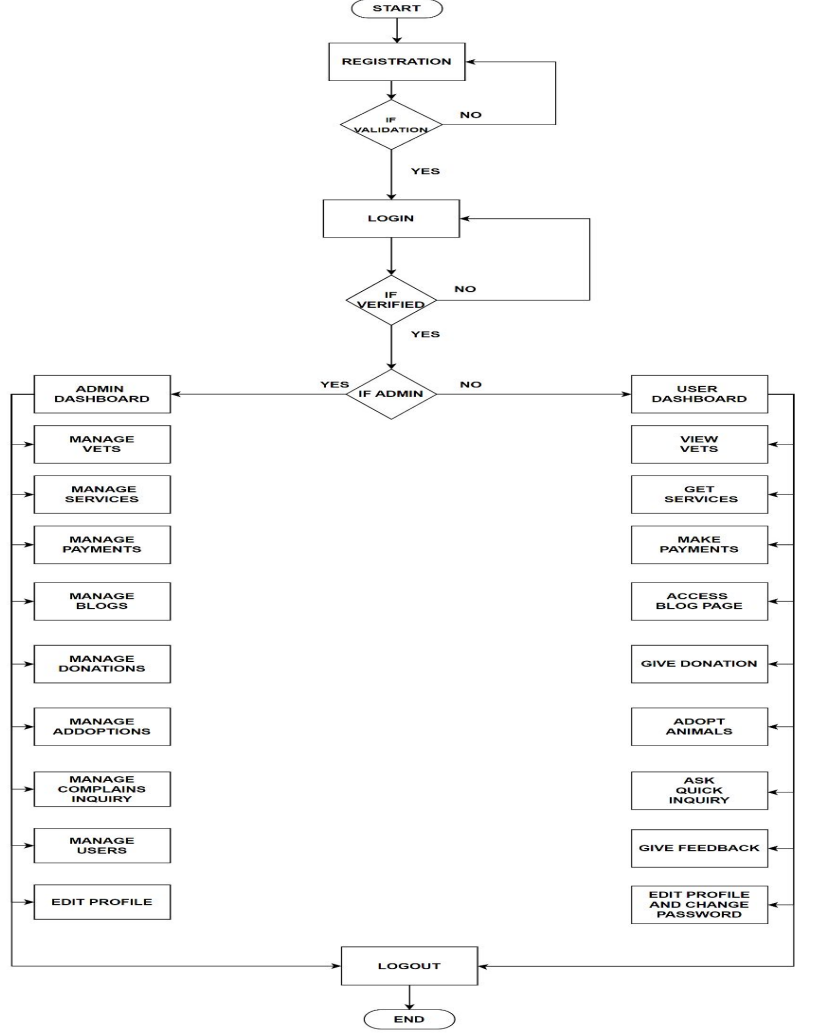 START
REGISTRATION
IF
VALIDATION
NO
YES
LOGIN
IF
VERIFIED
NO
YES
IF ADMIN
YES
NO
ADMIN
DASHBOARD
MANAGE
VETS
MANAGE
SERVICES
MANAGE
PAYMENTS
MANAGE
BLOGS
MANAGE
DONATIONS
MANAGE
ADDOPTIONS
MANAGE
COMPLAINS
INQUIRY
MANAGE
USERS
EDIT PROFILE
USER
DASHBOARD
VIEW
VETS
GET
SERVICES
MAKE
PAYMENTS
ACCESS
BLOG PAGE
GIVE DONATION
ADOPT
ANIMALS
ASK
QUICK
INQUIRY
GIVE FEEDBACK
EDIT PROFILE
AND CHANGE
PASSWORD
LOGOUT
END